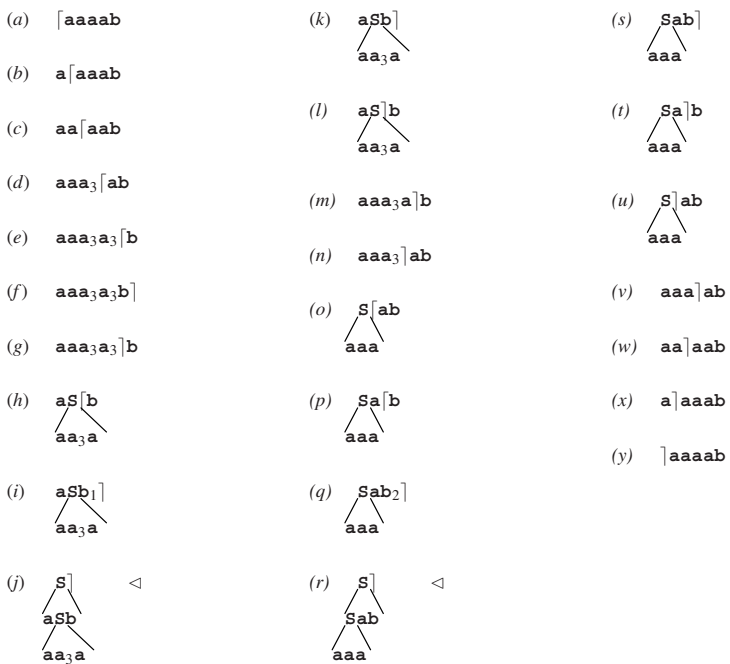 (a) ⌈aaaab
(b) a⌈aaab
(c) aa⌈aab
(d) aaa₃⌈ab
(e) aaa₃a₃⌈b
(f) aaa₃a₃b⌉
(g) aaa₃a₃⌉b
(h) aS⌈b
aa₃a
(i) aSb₁⌉
aa₃a
(j) S⌉ ◁
aSb
aa₃a
(k) aSb⌉
aa₃a
(l) aS⌉b
aa₃a
(m) aaa₃a⌉b
(n) aaa₃⌉ab
(o) S⌈ab
aaa
(p) Sa⌈b
aaa
(q) Sab₂⌉
aaa
(r) S⌉ ◁
Sab
aaa
(s) Sab⌉
aaa
(t) Sa⌉b
aaa
(u) S⌉ab
aaa
(v) aaa⌉ab
(w) aa⌉aab
(x) a⌉aaab
(y) ⌉aaaab